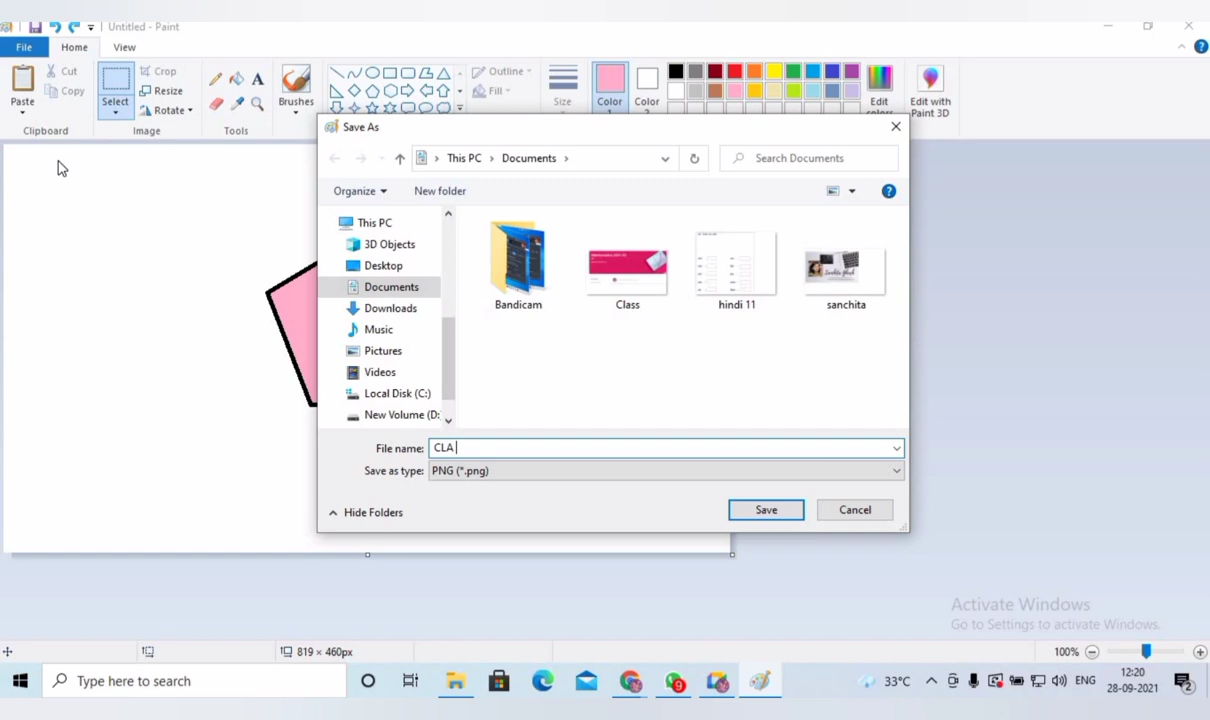 Untitled - Paint
File Home View
Cut
Copy
Paste
Clipboard
Crop
Resize
Rotate
Select
Image
Tools
Brushes
Outline
Fill
Size
Color
1
Color
Edit
Edit with
Paint 3D
Save As
This PC > Documents >
Search Documents
Organize New folder
This PC
3D Objects
Desktop
Documents
Downloads
Music
Pictures
Videos
Local Disk (C:)
New Volume (D:
Bandicam Class hindi 11 sanchita
File name: CLA
Save as type: PNG (*.png)
Hide Folders Save Cancel
Activate Windows
Go to Settings to activate Windows.
819 × 460px 100%
Type here to search
9
33°C ENG 12:20
28-09-2021
2